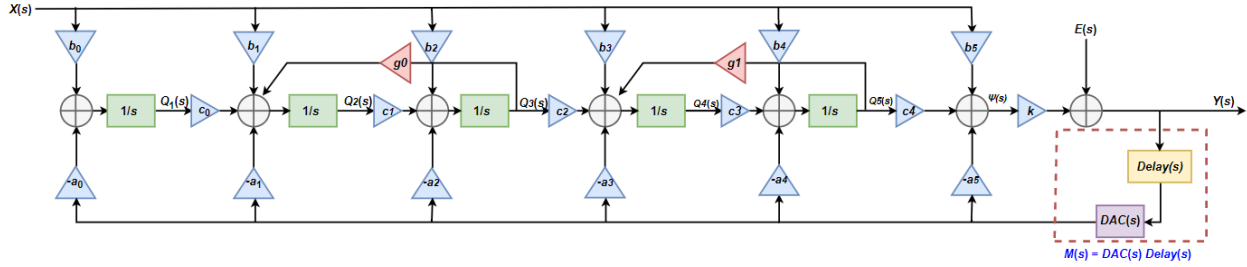 X(s)
b0 b1 b2 b3 b4 b5 E(s)
g0 g1
1/s Q1(s) c0 1/s Q2(s) c1 1/s Q3(s) c2 1/s Q4(s) c3 1/s Q5(s) c4 Ψ(s) k Y(s)
-a0 -a1 -a2 -a3 -a4 -a5 Delay(s)
DAC(s)
M(s) = DAC(s) Delay(s)